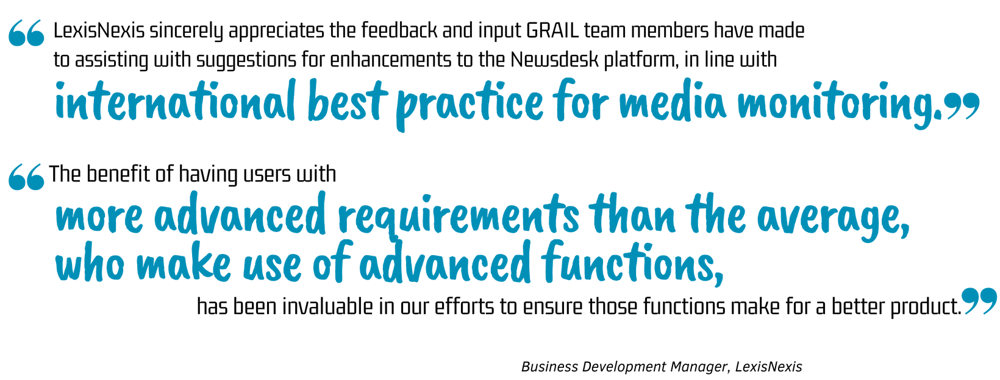 “LexisNexis sincerely appreciates the feedback and input GRAIL team members have made
to assisting with suggestions for enhancements to the Newsdesk platform, in line with
international best practice for media monitoring.”
“The benefit of having users with
more advanced requirements than the average,
who make use of advanced functions,
has been invaluable in our efforts to ensure those functions make for a better product.”
Business Development Manager, LexisNexis